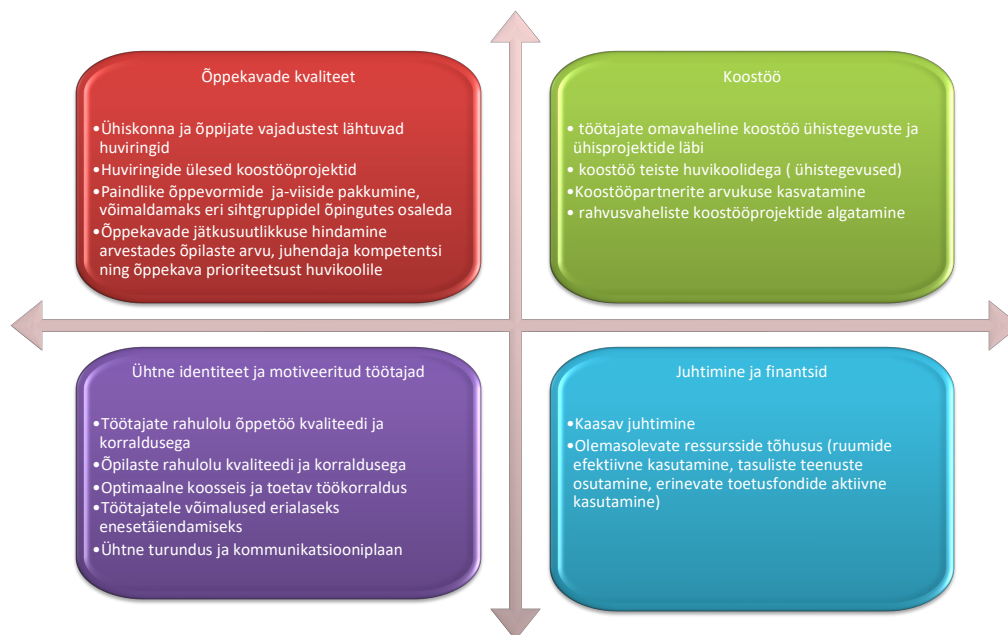 Õppekavade kvaliteet
•Ühiskonna ja õppijate vajadustest lähtuvad
huviringid
•Huviringide ülesed koostööprojektid
•Paindlike õppevormide ja-viiside pakkumine,
võimaldamaks eri sihtgruppidel õpingutes osaleda
•Õppekavade jätkusuutlikkuse hindamine
arvestades õpilaste arvu, juhendaja kompetentsi
ning õppekava prioriteetsust huvikoolile
Koostöö
• töötajate omavaheline koostöö ühistegevuste ja
ühisprojektide läbi
• koostöö teiste huvikoolidega ( ühistegevused)
•Koostööpartnerite arvukuse kasvatamine
• rahvusvaheliste koostööprojektide algatamine
Ühtne identiteet ja motiveeritud töötajad
•Töötajate rahulolu õppetöö kvaliteedi ja
korraldusega
•Õpilaste rahulolu kvaliteedi ja korraldusega
•Optimaalne koosseis ja toetav töökorraldus
•Töötajatele võimalused erialaseks
enesetäiendamiseks
•Ühtne turundus ja kommunikatsiooniplaan
Juhtimine ja finantsid
•Kaasav juhtimine
•Olemasolevate ressursside tõhusus (ruumide
efektiivne kasutamine, tasuliste teenuste
osutamine, erinevate toetusfondide aktiivne
kasutamine)